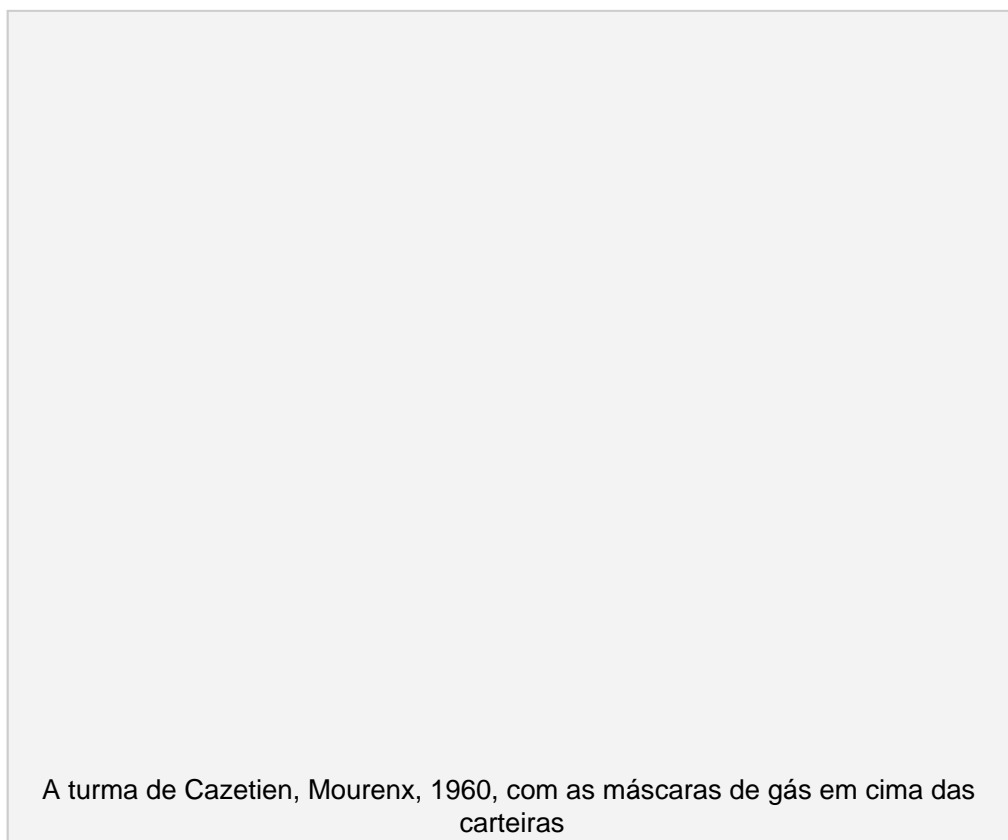 A turma de Cazetien, Mourenx, 1960, com as máscaras de gás em cima das
carteiras